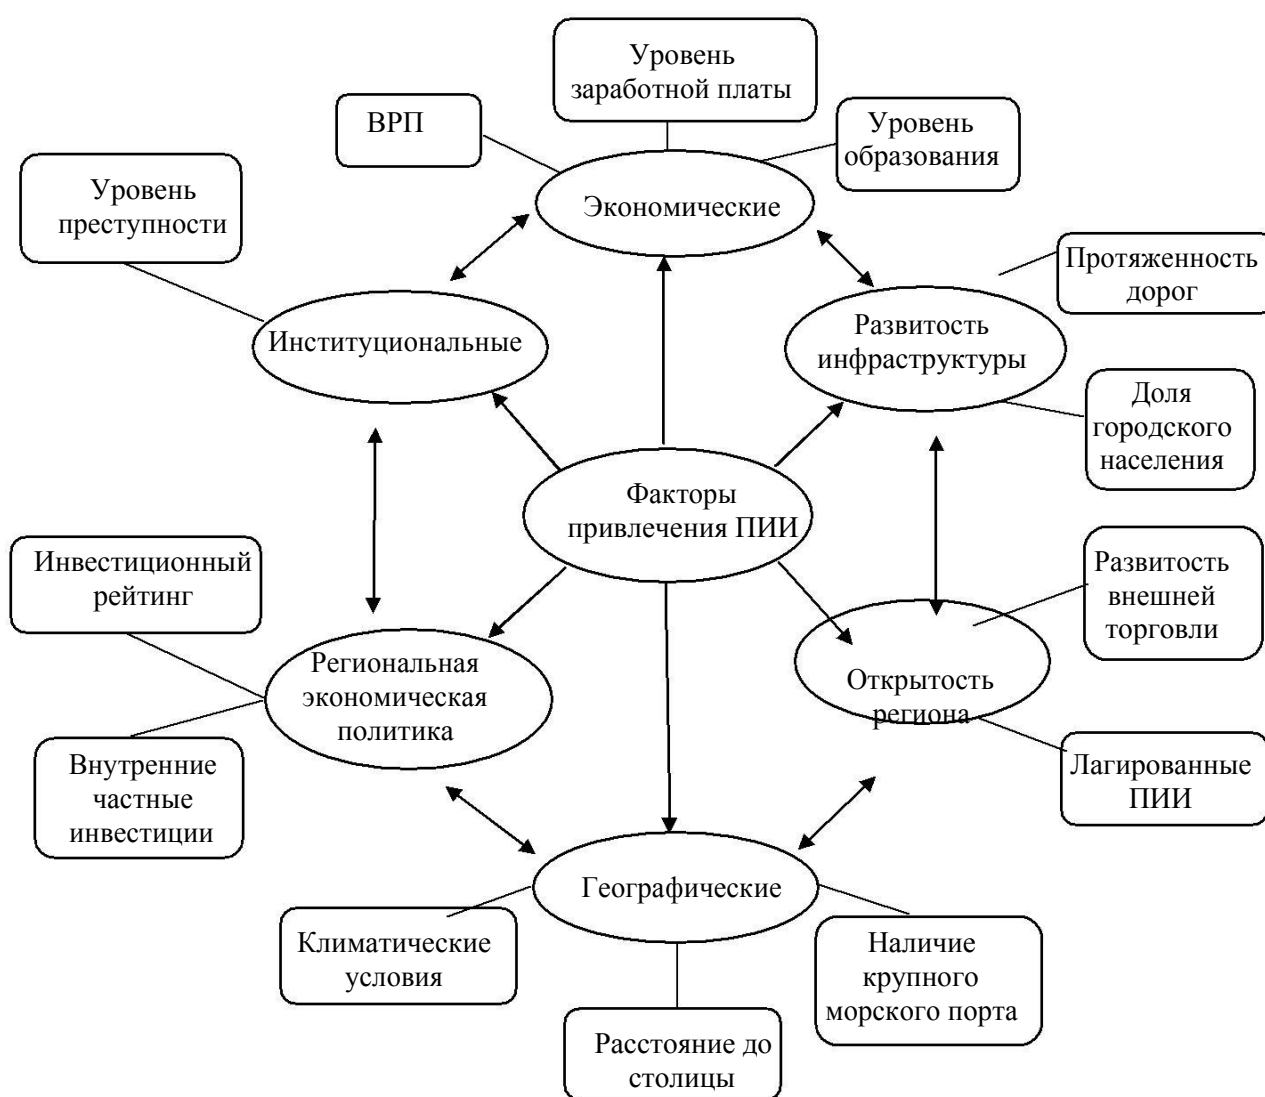 Уровень
заработной платы
ВРП
Уровень
образования
Уровень
преступности
Экономические
Протяженность
дорог
Институциональные
Развитость
инфраструктуры
Доля
городского
населения
Факторы
привлечения ПИИ
Инвестиционный
рейтинг
Развитость
внешней
торговли
Региональная
экономическая
политика
Открытость
региона
Внутренние
частные
инвестиции
Лагированные
ПИИ
Географические
Климатические
условия
Наличие
крупного
морского порта
Расстояние до
столицы